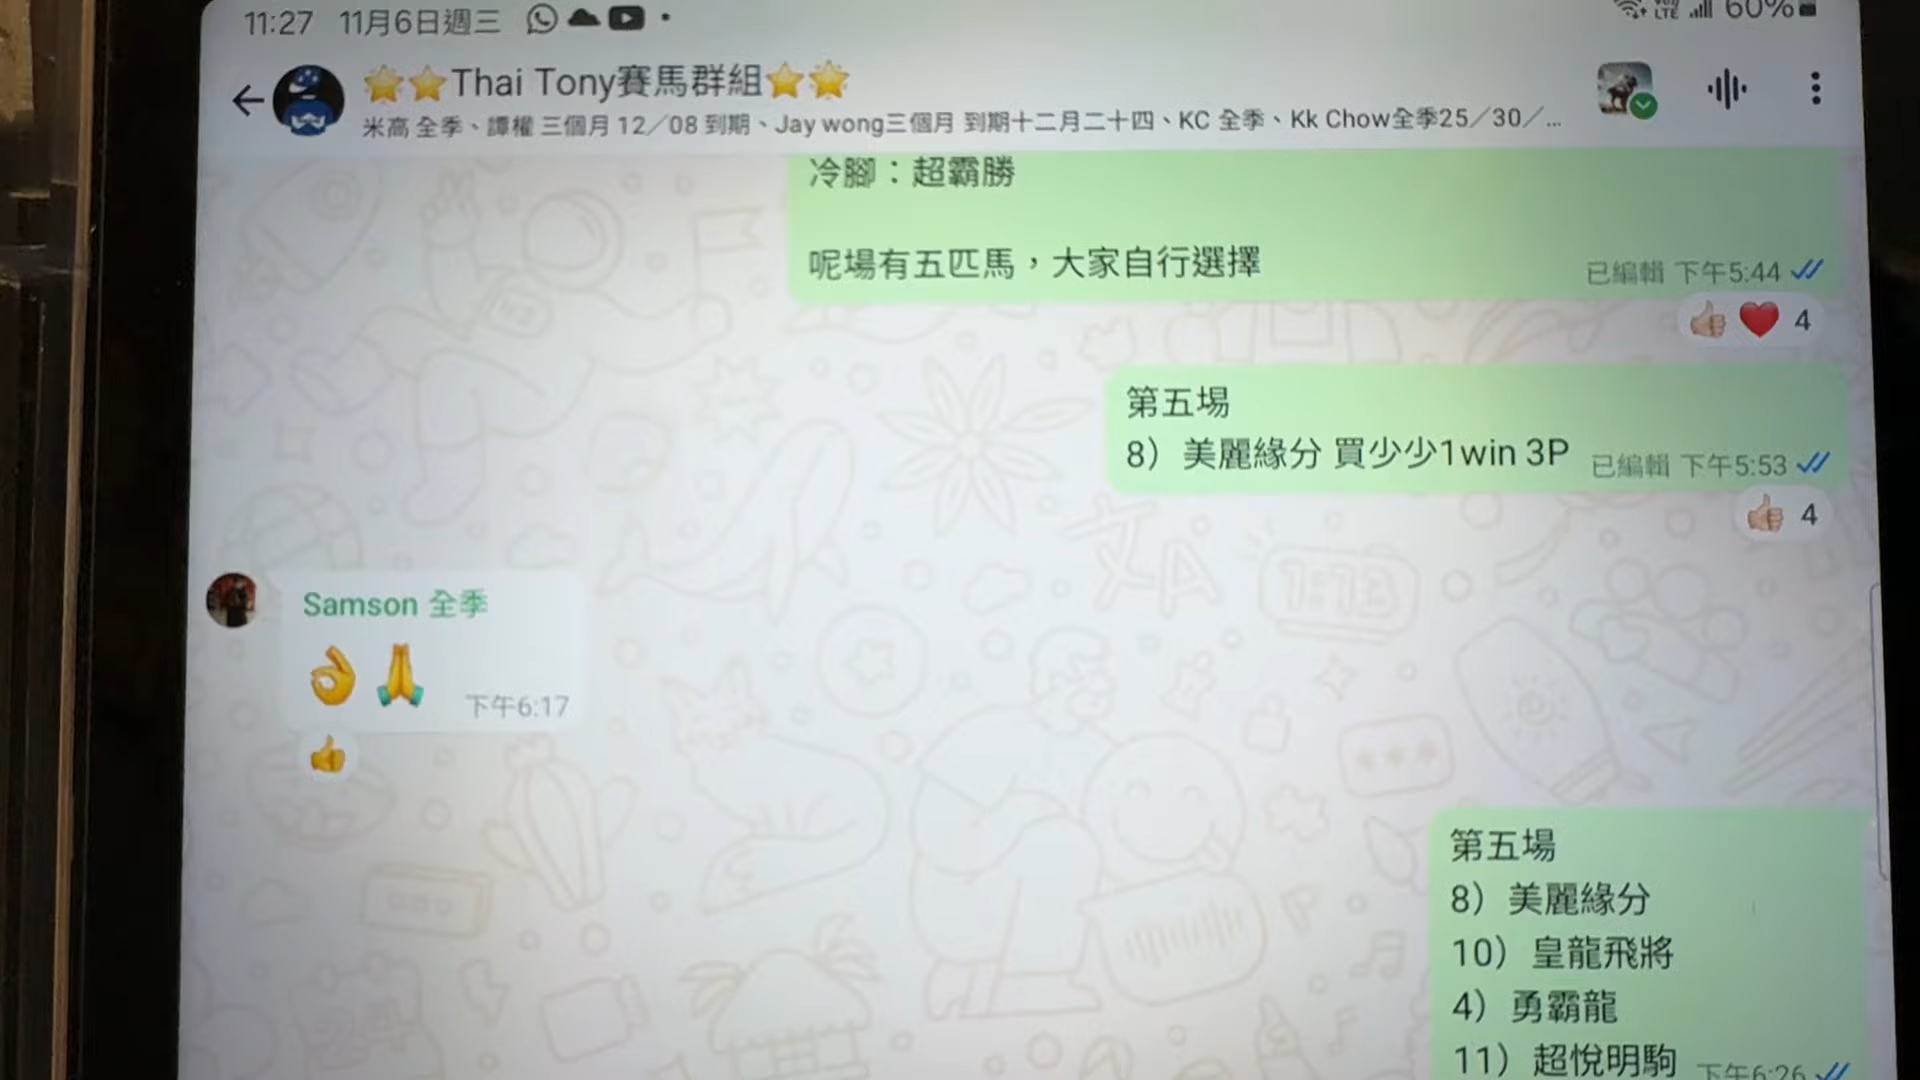 11:27 11月6日週三
LTE 60%
Thai Tony賽馬群組
米高 全季、譚權 三個月 12／08 到期、Jay wong三個月 到期十二月二十四、KC 全季、Kk Chow全季25／30／...
冷腳：超霸勝
呢場有五匹馬，大家自行選擇
已編輯 下午5:44
4
第五場
8）美麗緣分 買少少1win 3P
已編輯 下午5:53
4
Samson 全季
下午6:17
第五場
8）美麗緣分
10）皇龍飛將
4）勇霸龍
11）超悅明駒
下午6:26